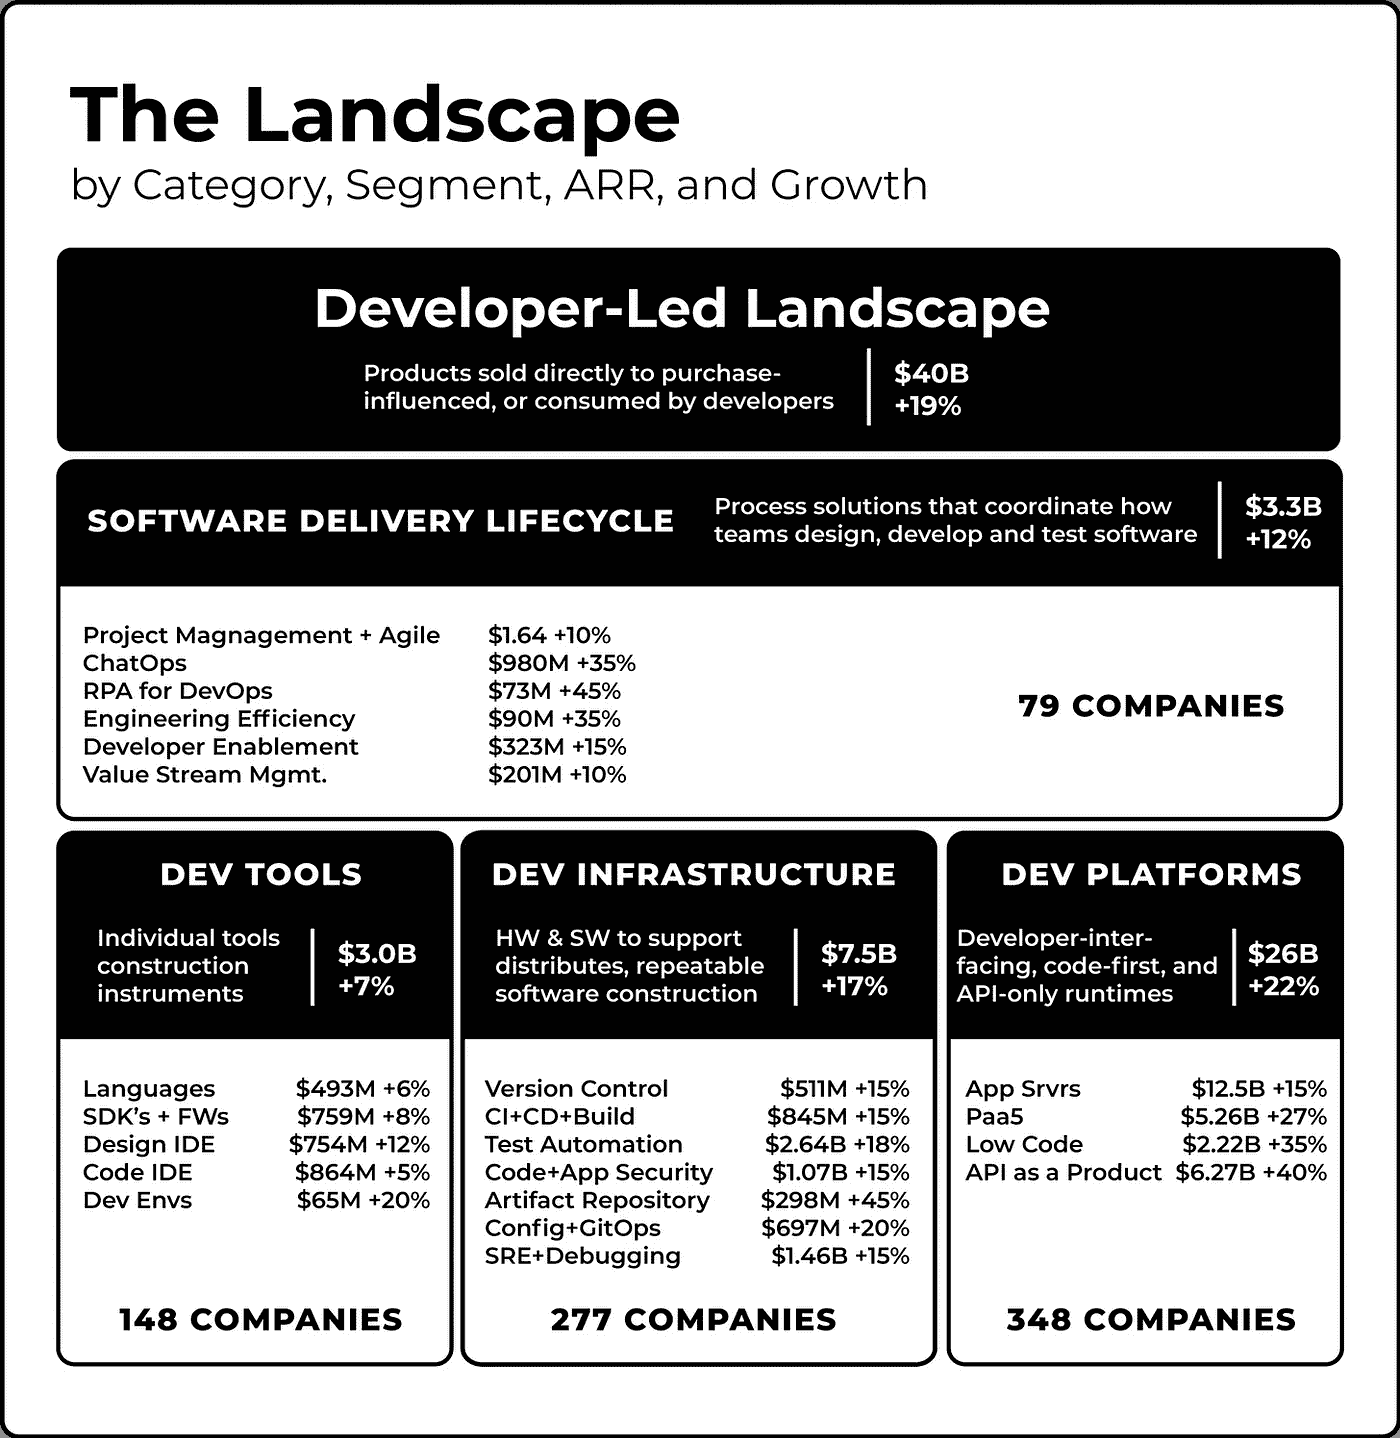 The Landscape
by Category, Segment, ARR, and Growth
Developer-Led Landscape
Products sold directly to purchase-
influenced, or consumed by developers
$40B
+19%
SOFTWARE DELIVERY LIFECYCLE
Process solutions that coordinate how
teams design, develop and test software
$3.3B
+12%
Project Magnagement + Agile $1.64 +10%
ChatOps $980M +35%
RPA for DevOps $73M +45%
Engineering Efficiency $90M +35%
Developer Enablement $323M +15%
Value Stream Mgmt. $201M +10%
79 COMPANIES
DEV TOOLS
Individual tools
construction
instruments
$3.0B
+7%
Languages $493M +6%
SDK's + FWs $759M +8%
Design IDE $754M +12%
Code IDE $864M +5%
Dev Envs $65M +20%
148 COMPANIES
DEV INFRASTRUCTURE
HW & SW to support
distributes, repeatable
software construction
$7.5B
+17%
Version Control $511M +15%
CI+CD+Build $845M +15%
Test Automation $2.64B +18%
Code+App Security $1.07B +15%
Artifact Repository $298M +45%
Config+GitOps $697M +20%
SRE+Debugging $1.46B +15%
277 COMPANIES
DEV PLATFORMS
Developer-inter-
facing, code-first, and
API-only runtimes
$26B
+22%
App Srvrs $12.5B +15%
Paa5 $5.26B +27%
Low Code $2.22B +35%
API as a Product $6.27B +40%
348 COMPANIES